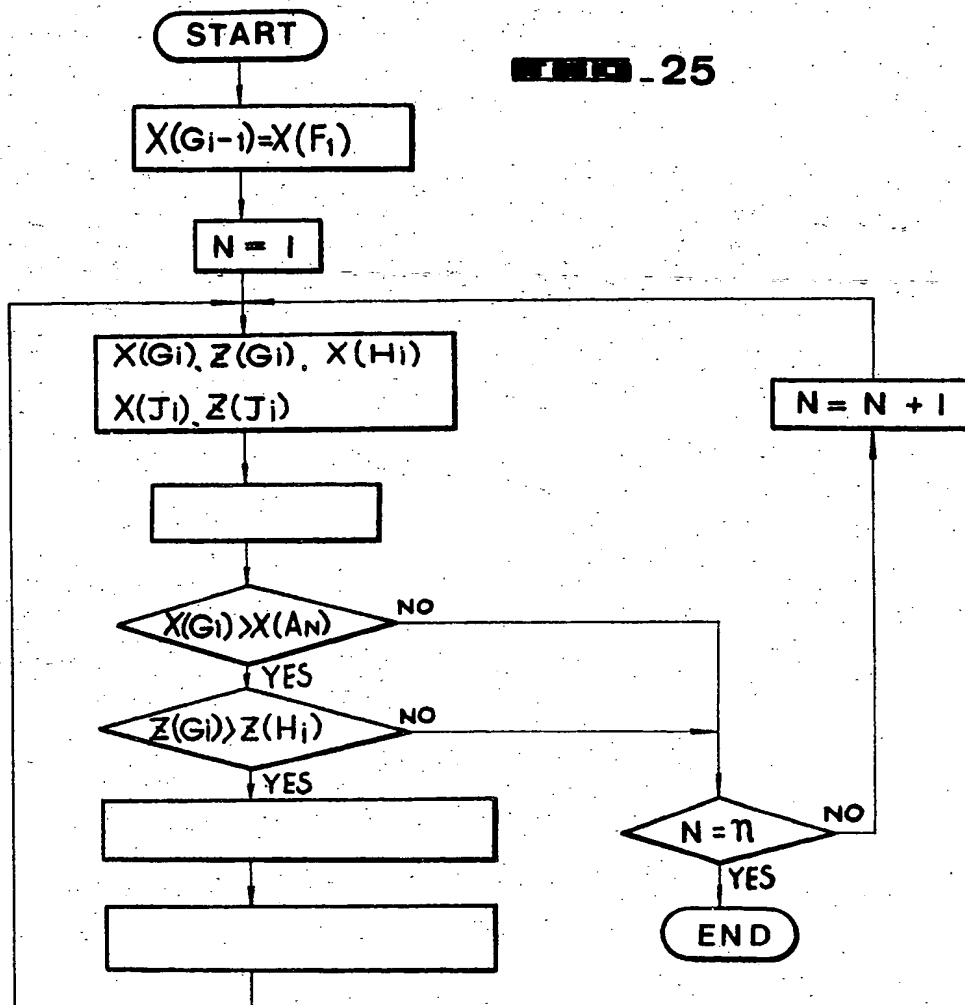 START
-25
X(Gi-1)=X(F1)
N = 1
X(Gi), Z(Gi), X(Hi)
X(Ji), Z(Ji)
N = N + 1
X(Gi)>X(AN)
NO
YES
Z(Gi)>Z(Hi)
NO
YES
N = n
NO
YES
END